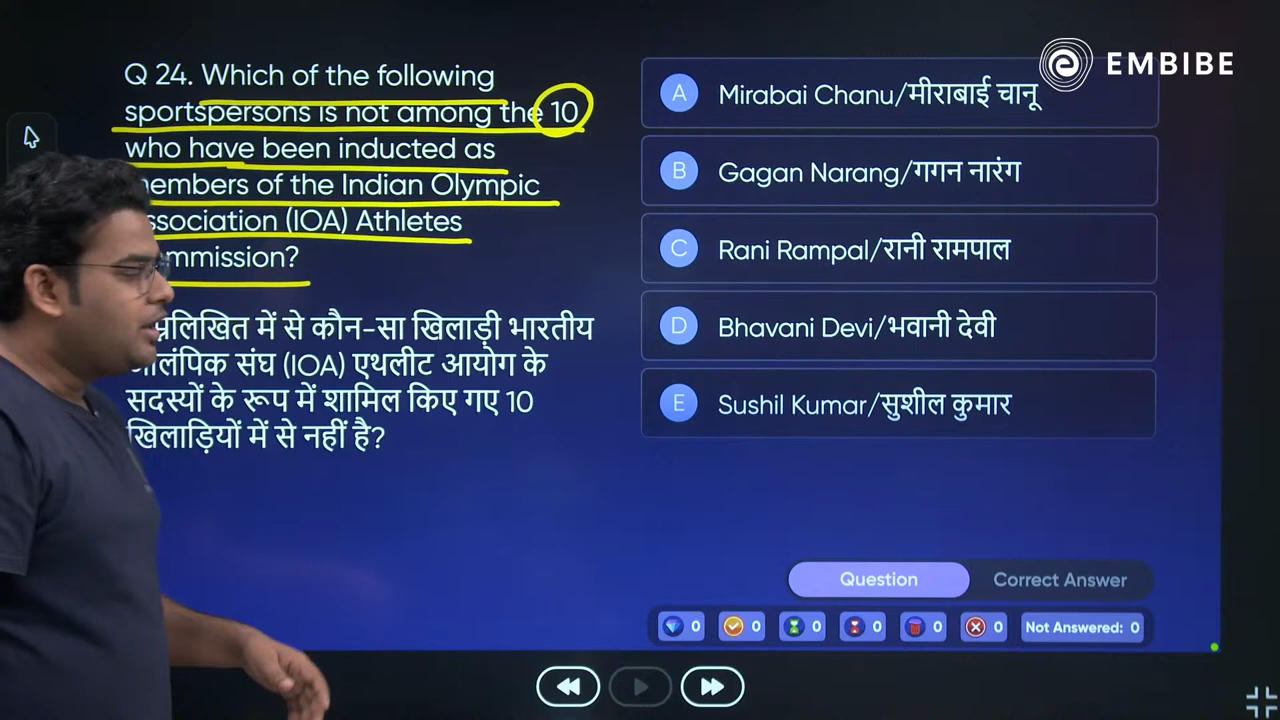 EMBIBE
Q 24. Which of the following
sportspersons is not among the 10
who have been inducted as
members of the Indian Olympic
(IOA) Athletes
निम्नलिखित में से कौन-सा खिलाड़ी भारतीय
संघ (IOA) एथलीट आयोग के
सदस्यों के रूप में शामिल किए गए 10
खिलाड़ियों में से नहीं है?
A Mirabai Chanu/मीराबाई चानू
B Gagan Narang/गगन नारंग
C Rani Rampal/रानी रामपाल
D Bhavani Devi/भवानी देवी
E Sushil Kumar/सुशील कुमार
Question Correct Answer
0 0 0 0 0 0 Not Answered: 0